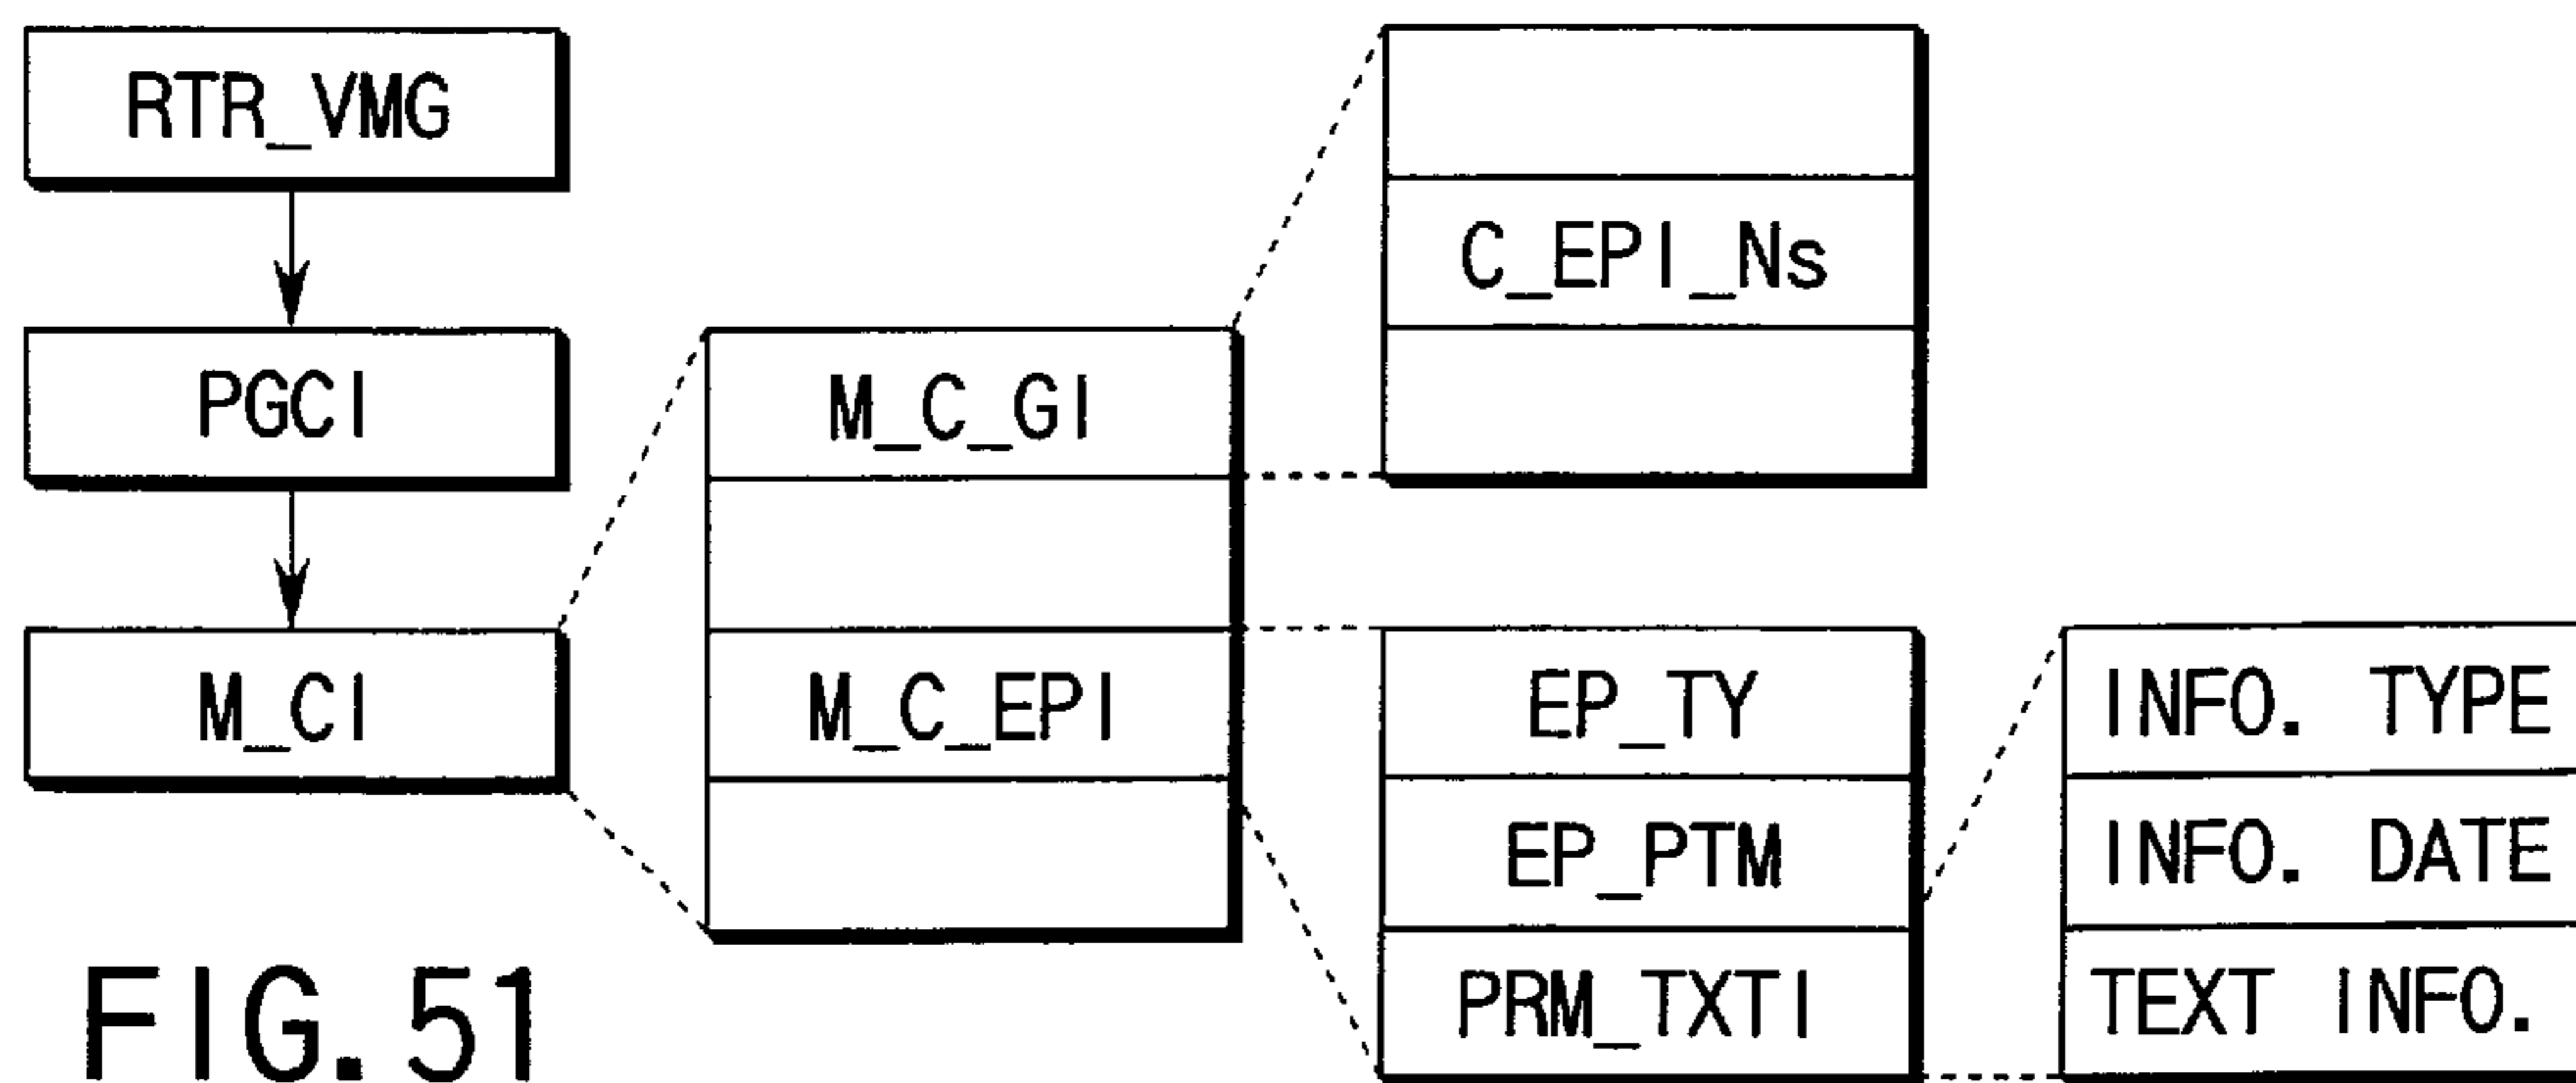 RTR_VMG
PGCI
M_CI
M_C_GI
M_C_EPI
C_EPI_Ns
EP_TY
EP_PTM
PRM_TXTI
INFO. TYPE
INFO. DATE
TEXT INFO.
FIG. 51